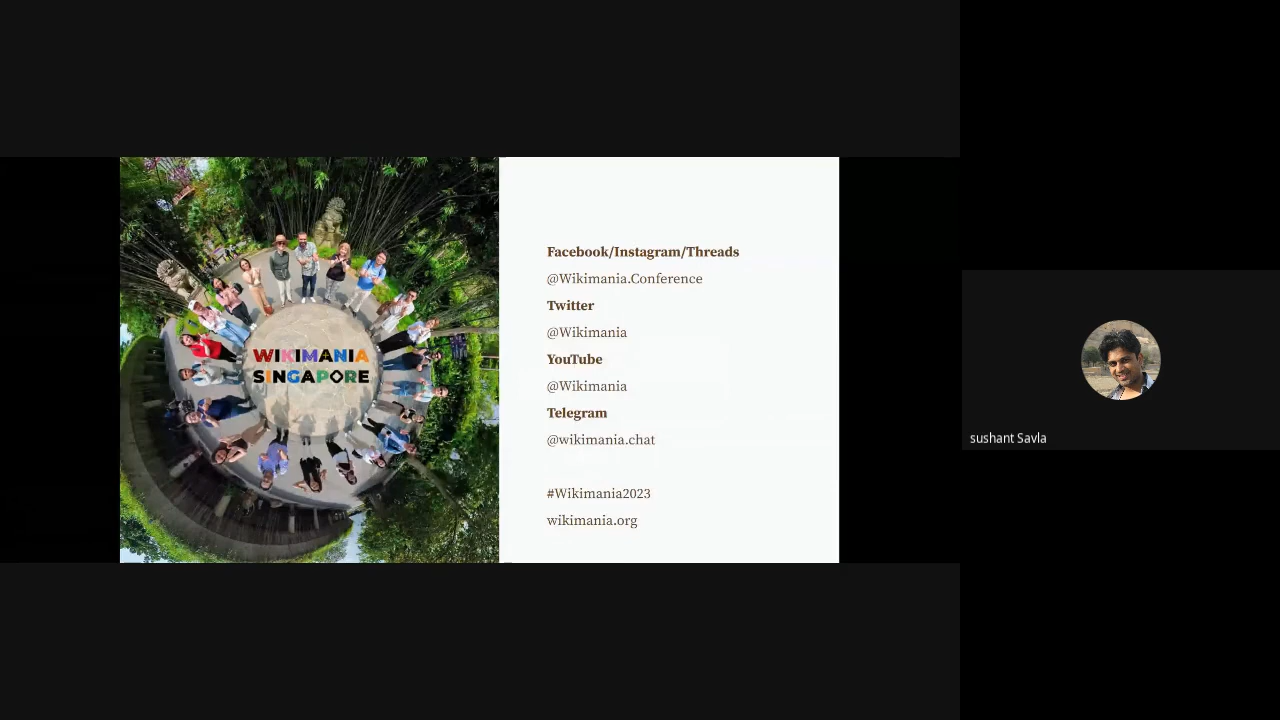 WIKIMANIA
SINGAPORE
Facebook/Instagram/Threads
@Wikimania.Conference
Twitter
@Wikimania
YouTube
@Wikimania
Telegram
@wikimania.chat
#Wikimania2023
wikimania.org
sushant Savla